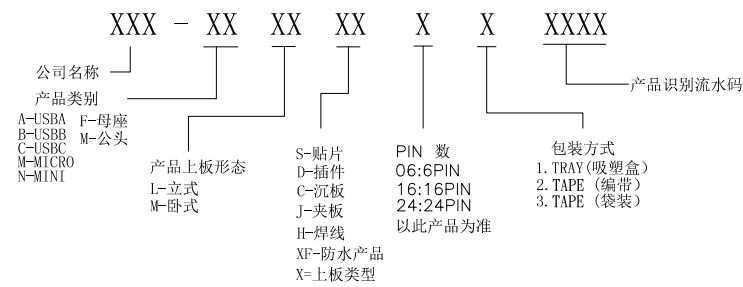 XXX-XX XX XX X X XXXX
公司名称
产品类别
A-USBA F-母座
B-USBB M-公头
C-USBC
M-MICRO
N-MINI
产品上板形态
L-立式
M-卧式
S-贴片
D-插件
C-沉板
J-夹板
H-焊线
XF-防水产品
X=上板类型
PIN 数
06:6PIN
16:16PIN
24:24PIN
以此产品为准
包装方式
1.TRAY(吸塑盒)
2.TAPE (编带)
3.TAPE (袋装)
产品识别流水码